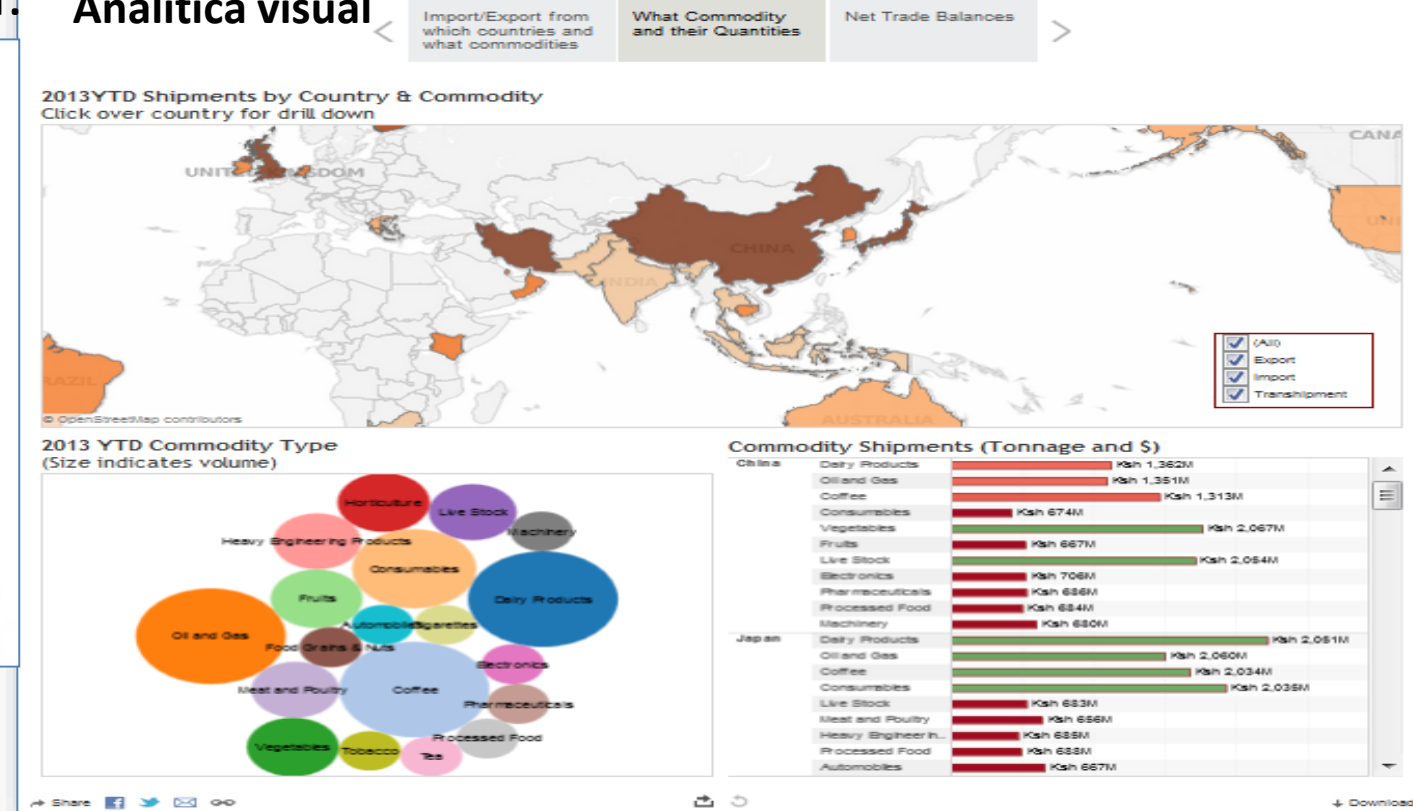 Analítica visual
Import/Export from
which countries and
what commodities
What Commodity
and their Quantities
Net Trade Balances
2013YTD Shipments by Country & Commodity
Click over country for drill down
UNITED KINGDOM
CHINA
INDIA
CANA
UNI
RAZIL
AUSTRALIA
(All)
Export
Import
Transhipment
© OpenStreetMap contributors
2013 YTD Commodity Type
(Size indicates volume)
Horticulture
Live Stock
Machinery
Heavy Engineering Products
Consumables
Fruits
Dairy Products
Automobiles
Cigarettes
Oil and Gas
Food Grains & Nuts
Electronics
Meat and Poultry
Coffee
Pharmaceuticals
Processed Food
Vegetables
Tobacco
Tea
Commodity Shipments (Tonnage and $)
China Dairy Products Ksh 1,362M
Oil and Gas Ksh 1,351M
Coffee Ksh 1,313M
Consumables Ksh 674M
Vegetables Ksh 2,067M
Fruits Ksh 667M
Live Stock Ksh 2,054M
Electronics Ksh 706M
Pharmaceuticals Ksh 686M
Processed Food Ksh 684M
Machinery Ksh 680M
Japan Dairy Products Ksh 2,051M
Oil and Gas Ksh 2,060M
Coffee Ksh 2,034M
Consumables Ksh 2,035M
Live Stock Ksh 683M
Meat and Poultry Ksh 656M
Heavy Engineerin.. Ksh 685M
Processed Food Ksh 688M
Automobiles Ksh 667M
Share
Download